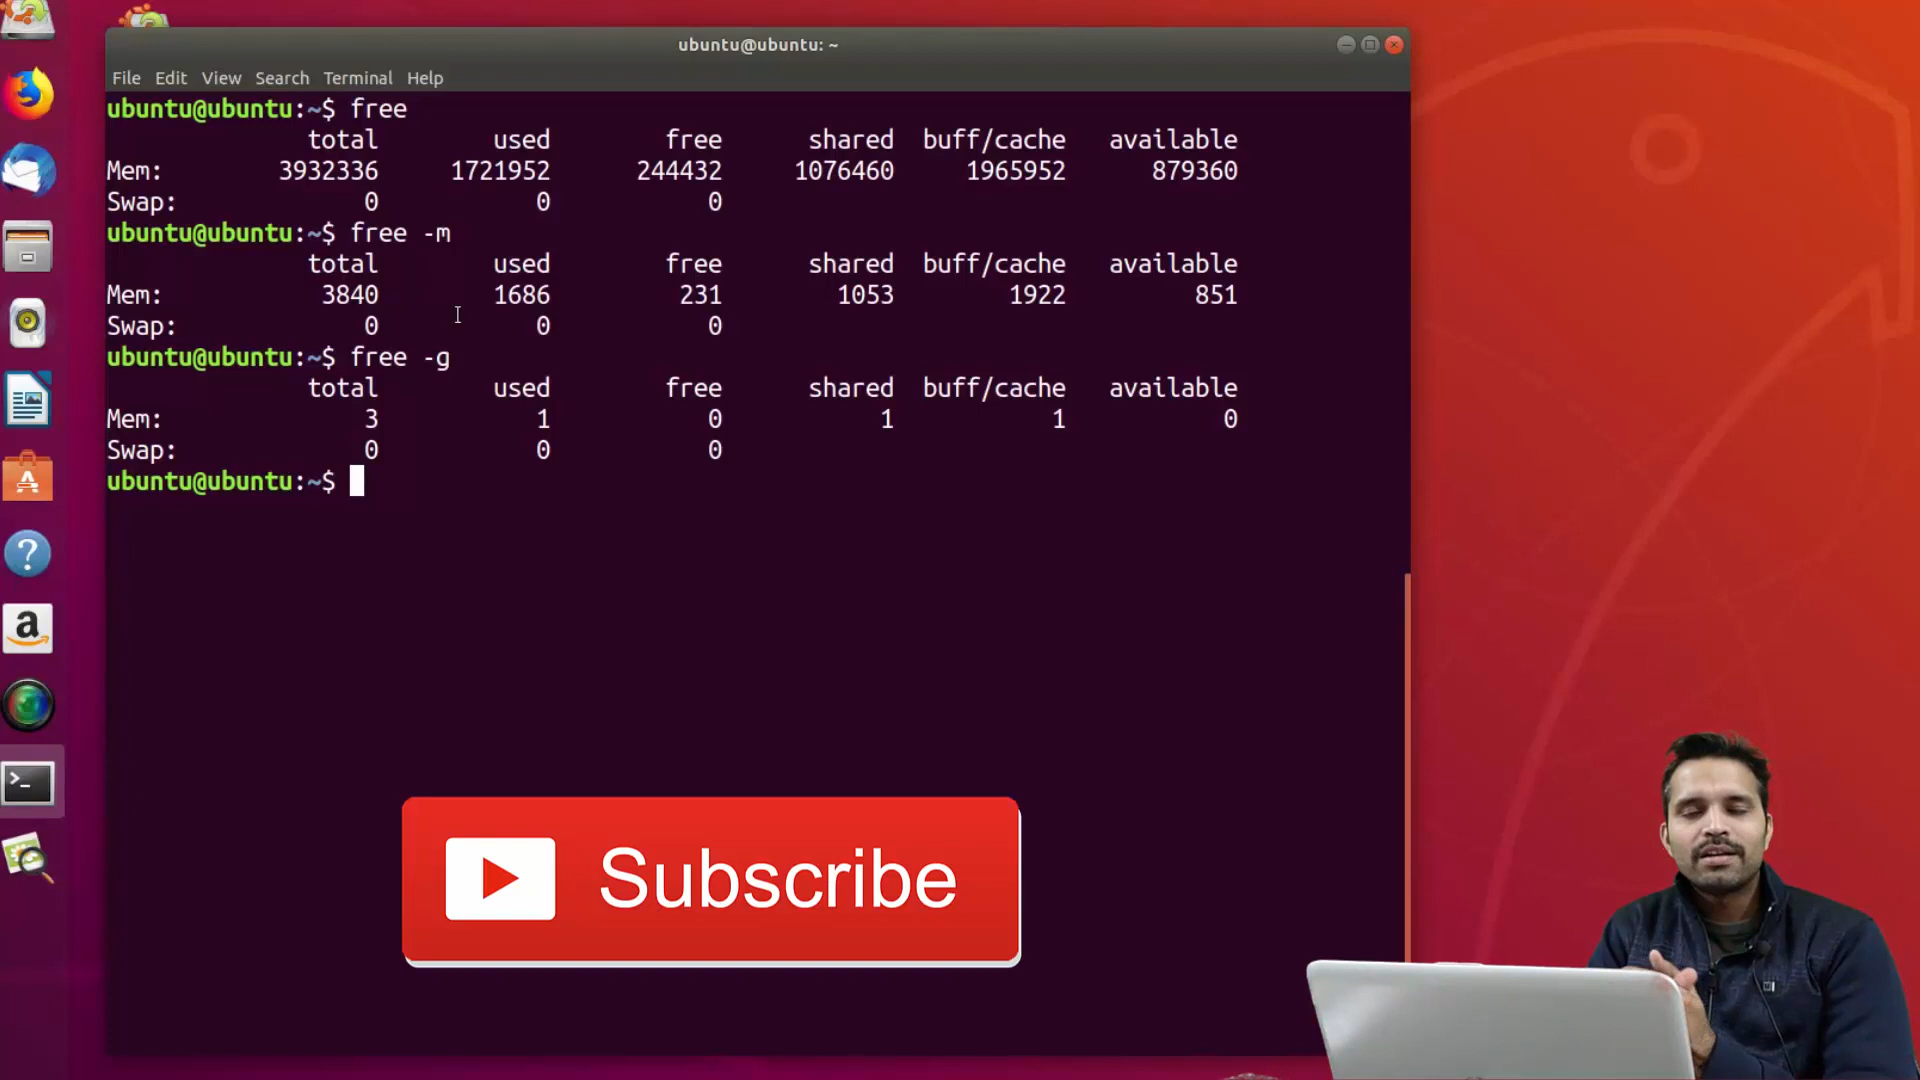 ubuntu@ubuntu: ~
File Edit View Search Terminal Help
ubuntu@ubuntu:~$ free
total used free shared buff/cache available
Mem: 3932336 1721952 244432 1076460 1965952 879360
Swap: 0 0 0
ubuntu@ubuntu:~$ free -m
total used free shared buff/cache available
Mem: 3840 1686 231 1053 1922 851
Swap: 0 0 0
ubuntu@ubuntu:~$ free -g
total used free shared buff/cache available
Mem: 3 1 0 1 1 0
Swap: 0 0 0
ubuntu@ubuntu:~$
Subscribe